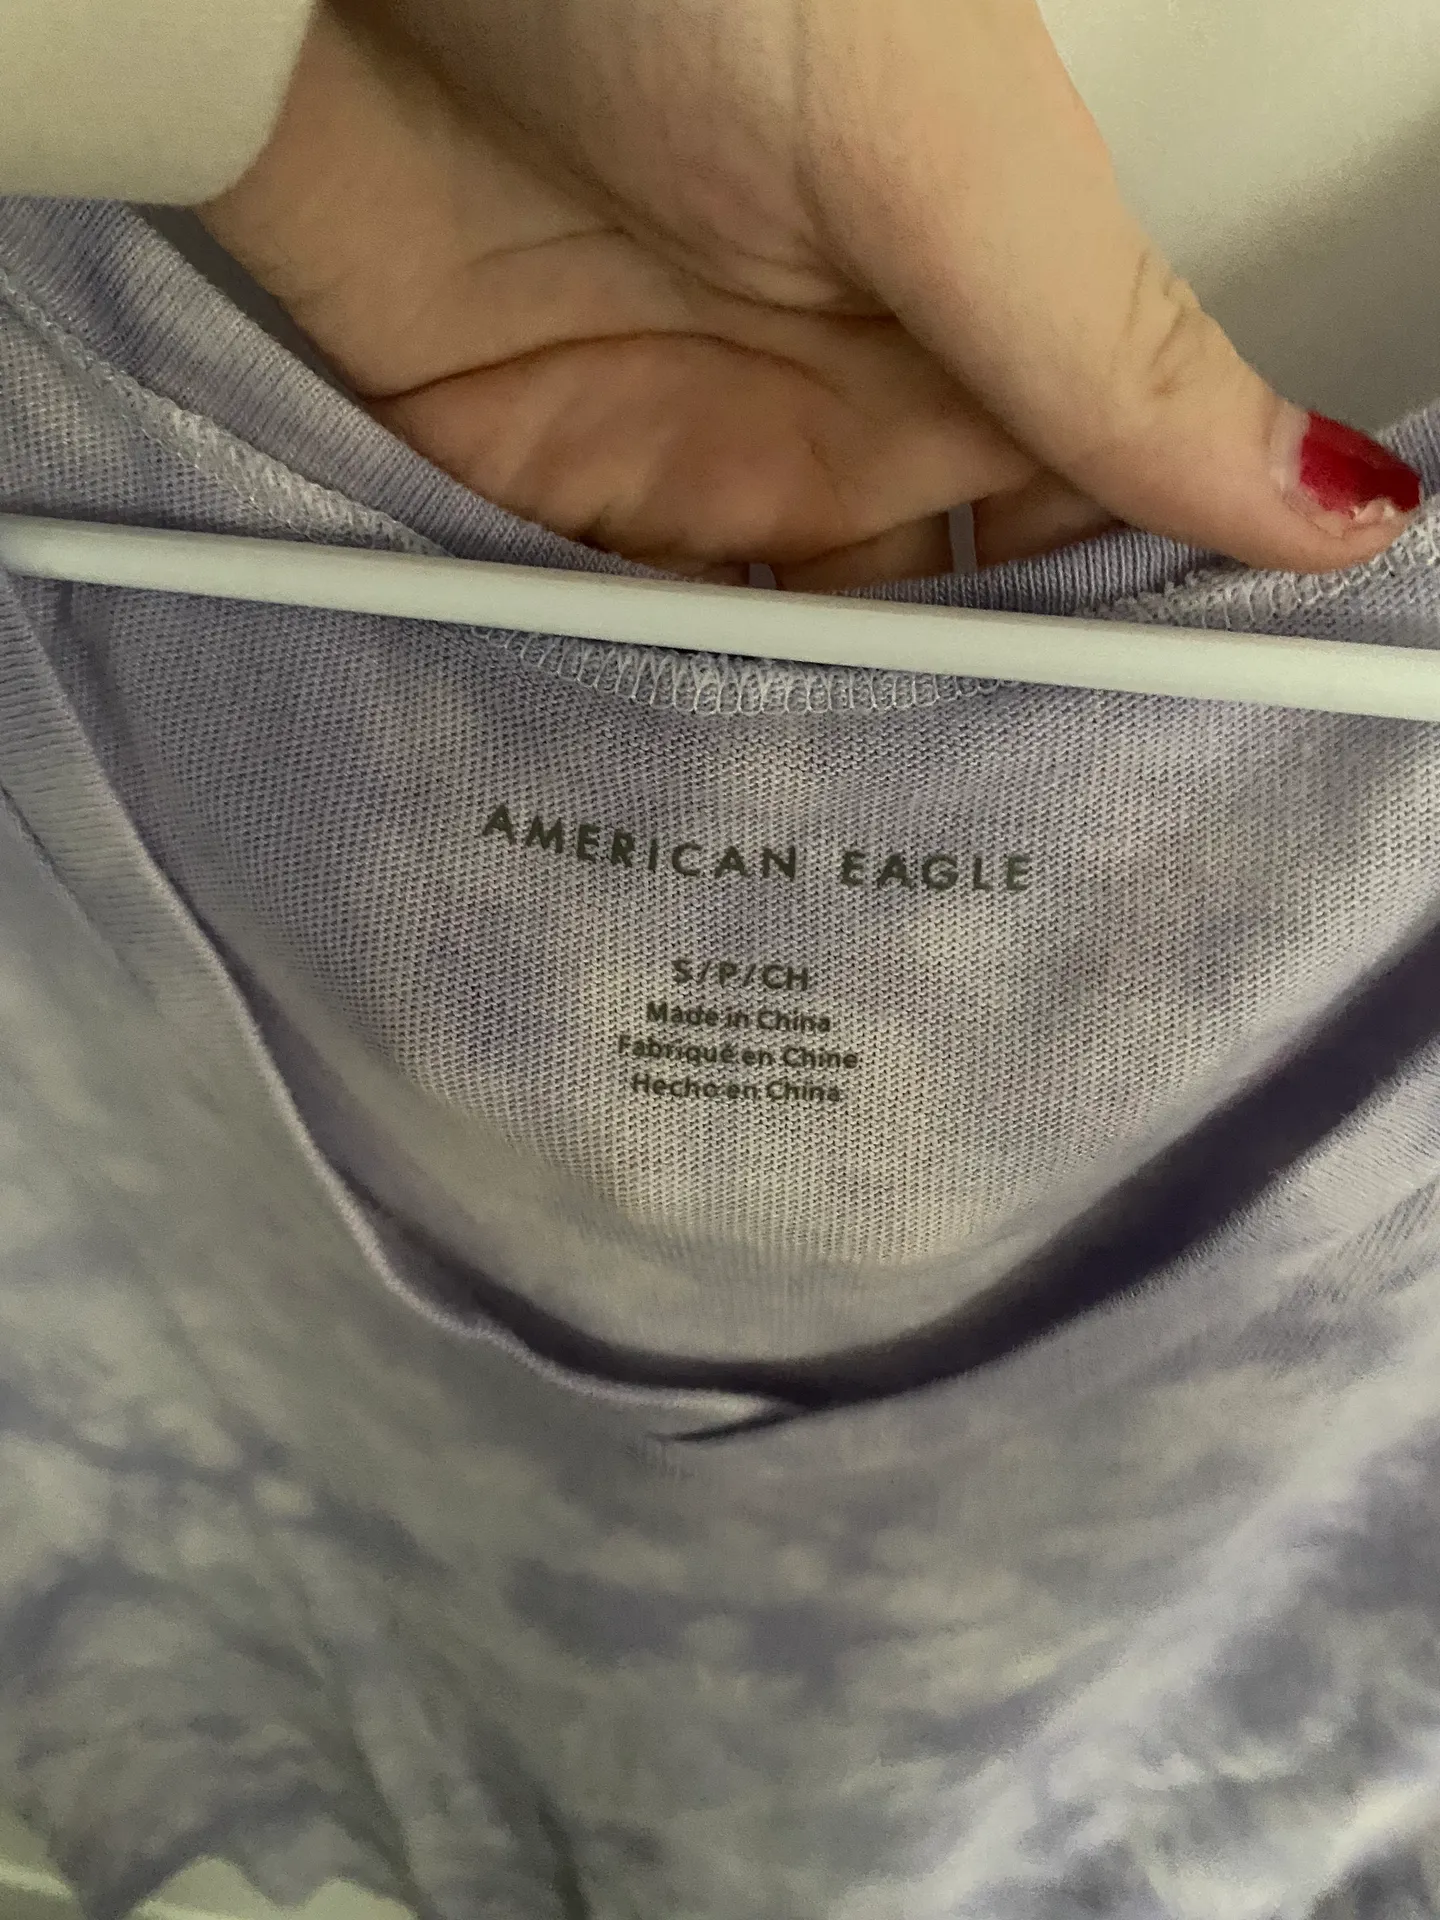 AMERICAN EAGLE
S/P/CH
Made in China
Fabriqué en Chine
Hecho en China